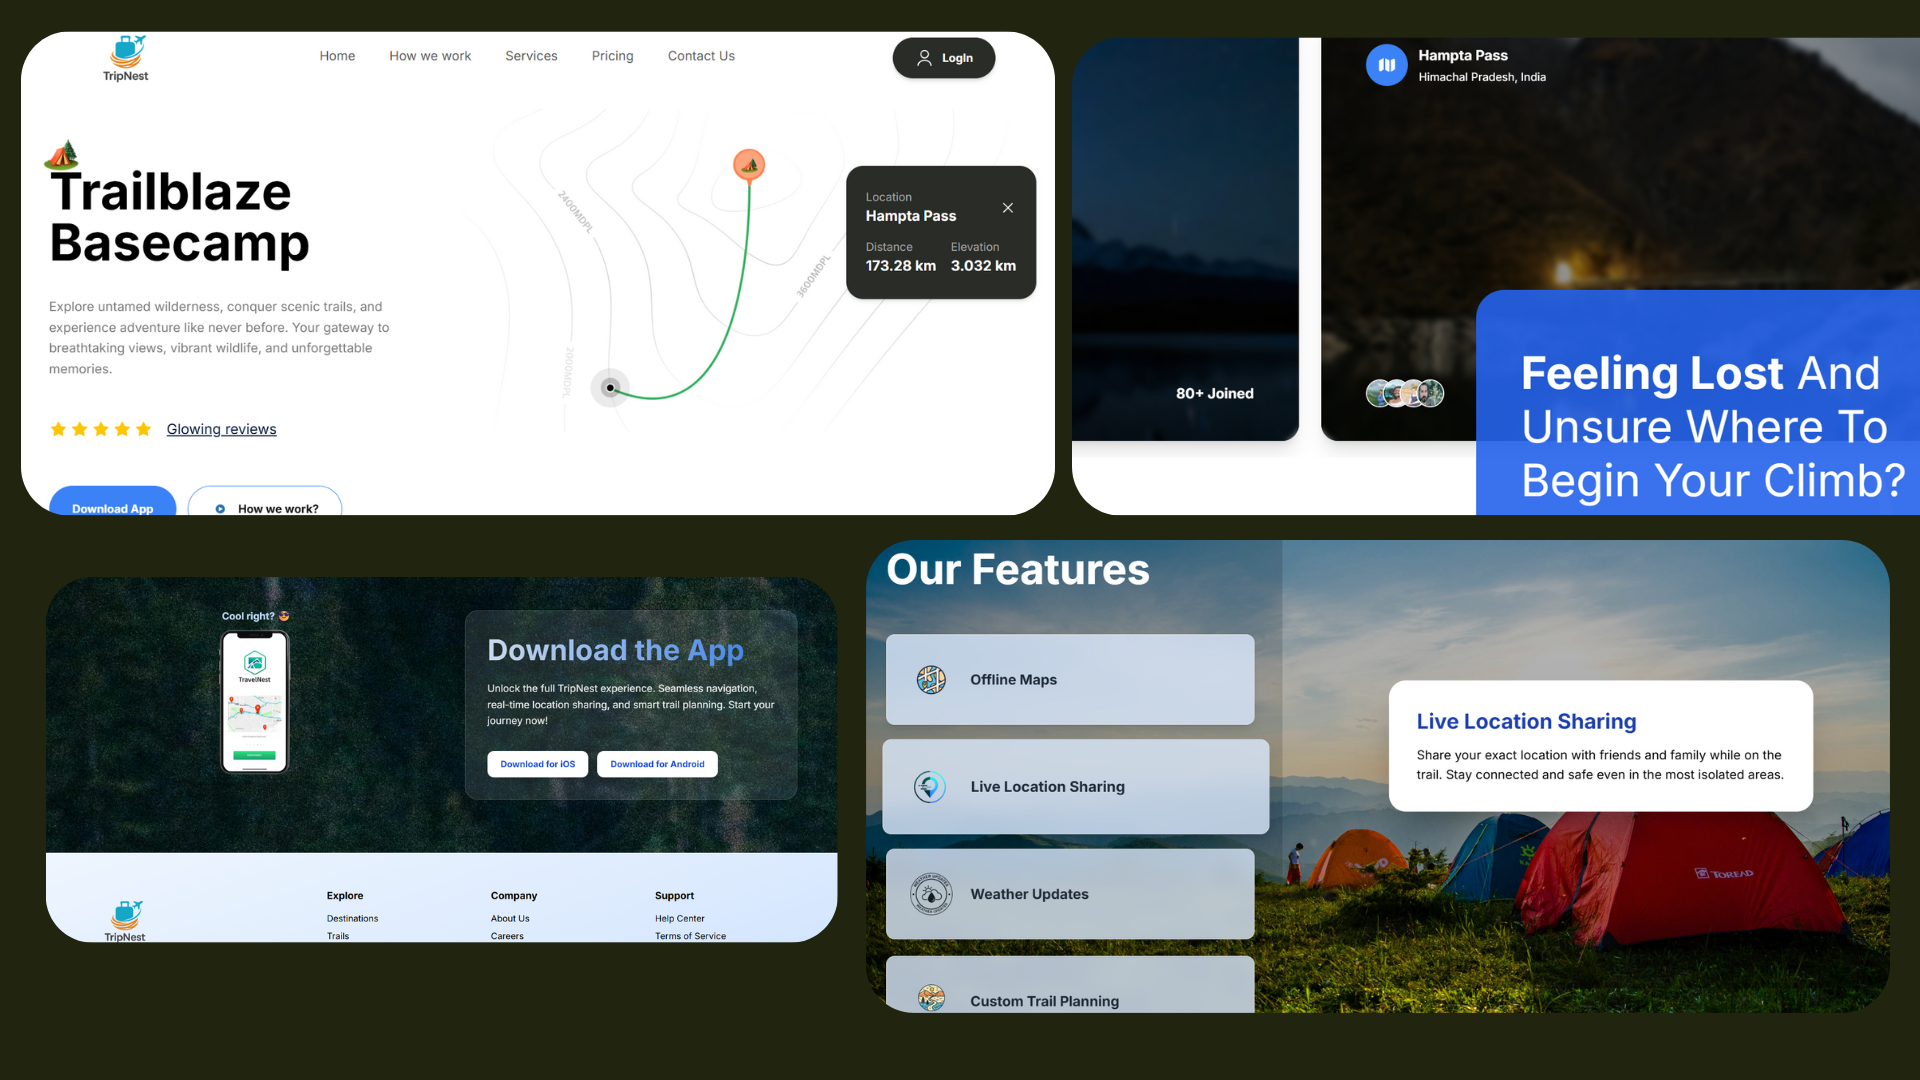 TripNest
Home
How we work
Services
Pricing
Contact Us
LogIn
Trailblaze
Basecamp
Explore untamed wilderness, conquer scenic trails, and
experience adventure like never before. Your gateway to
breathtaking views, vibrant wildlife, and unforgettable
memories.
Glowing reviews
Download App
How we work?
2400MDPL
2000MDPL
3600MDPL
Location
Hampta Pass
Distance
Elevation
173.28 km
3.032 km
80+ Joined
Hampta Pass
Himachal Pradesh, India
Feeling Lost And
Unsure Where To
Begin Your Climb?
Cool right?
TravelNest
Download the App
Unlock the full TripNest experience. Seamless navigation,
real-time location sharing, and smart trail planning. Start your
journey now!
Download for iOS
Download for Android
TripNest
Explore
Destinations
Trails
Company
About Us
Careers
Support
Help Center
Terms of Service
Our Features
Offline Maps
Live Location Sharing
WEATHER UPDATES
WEATHER UPDATES
Weather Updates
Custom Trail Planning
Live Location Sharing
Share your exact location with friends and family while on the
trail. Stay connected and safe even in the most isolated areas.
TOREAD